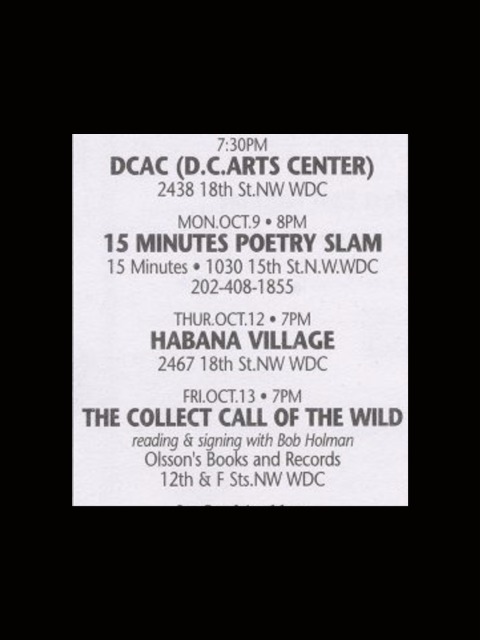 7:30PM
DCAC (D.C.ARTS CENTER)
2438 18th St.NW WDC
MON.OCT.9 • 8PM
15 MINUTES POETRY SLAM
15 Minutes • 1030 15th St.N.W.WDC
202-408-1855
THUR.OCT.12 • 7PM
HABANA VILLAGE
2467 18th St.NW WDC
FRI.OCT.13 • 7PM
THE COLLECT CALL OF THE WILD
reading & signing with Bob Holman
Olsson's Books and Records
12th & F Sts.NW WDC